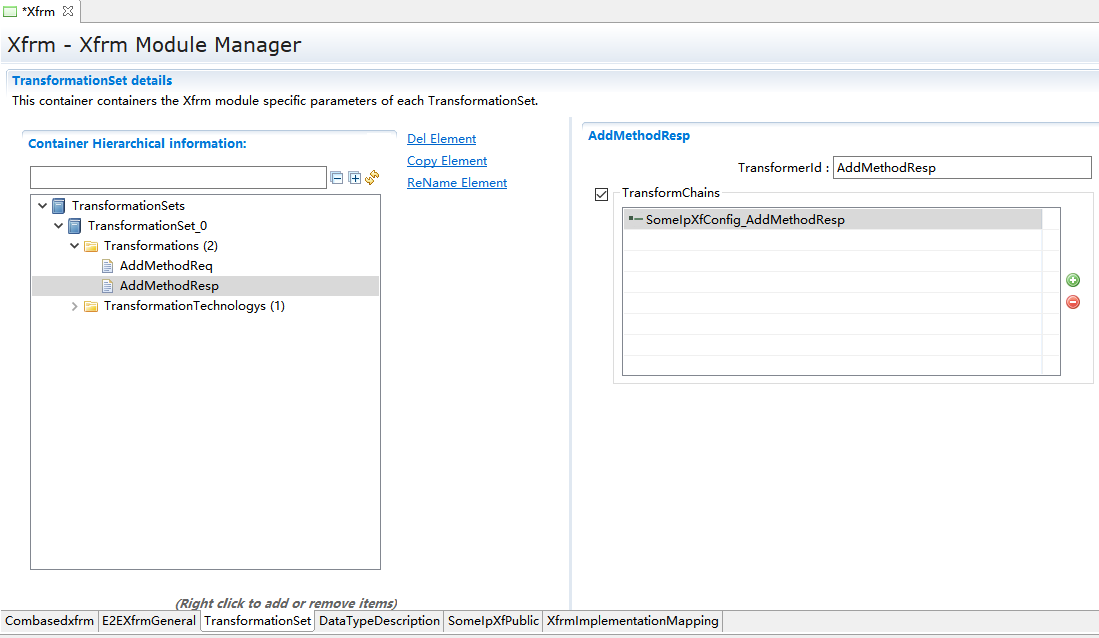 *Xfrm
Xfrm - Xfrm Module Manager
TransformationSet details
This container containers the Xfrm module specific parameters of each TransformationSet.
Container Hierarchical information:
Del Element
Copy Element
ReName Element
TransformationSets
TransformationSet_0
Transformations (2)
AddMethodReq
AddMethodResp
TransformationTechnologys (1)
(Right click to add or remove items)
AddMethodResp
TransformerId : AddMethodResp
TransformChains
SomeIpXfConfig_AddMethodResp
Combasedxfrm E2EXfrmGeneral TransformationSet DataTypeDescription SomeIpXfPublic XfrmImplementationMapping